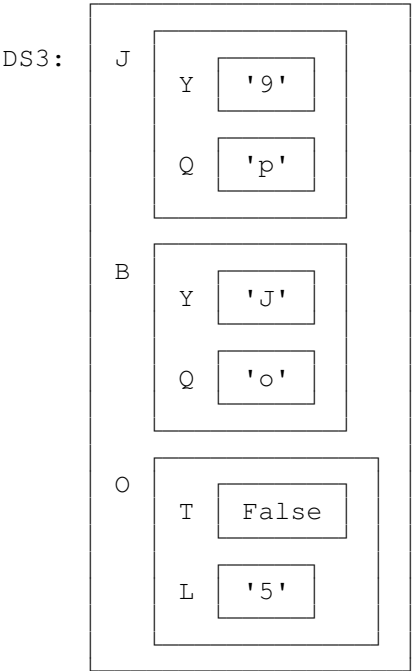 DS3: J
Y '9'
Q 'p'
B
Y 'J'
Q 'o'
O
T False
L '5'